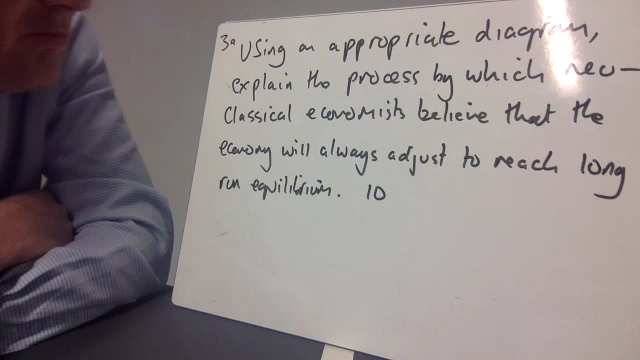 3a Using an appropriate diagram,
explain the process by which neo-
Classical economists believe that the
economy will always adjust to reach long
run equilibrium. 10